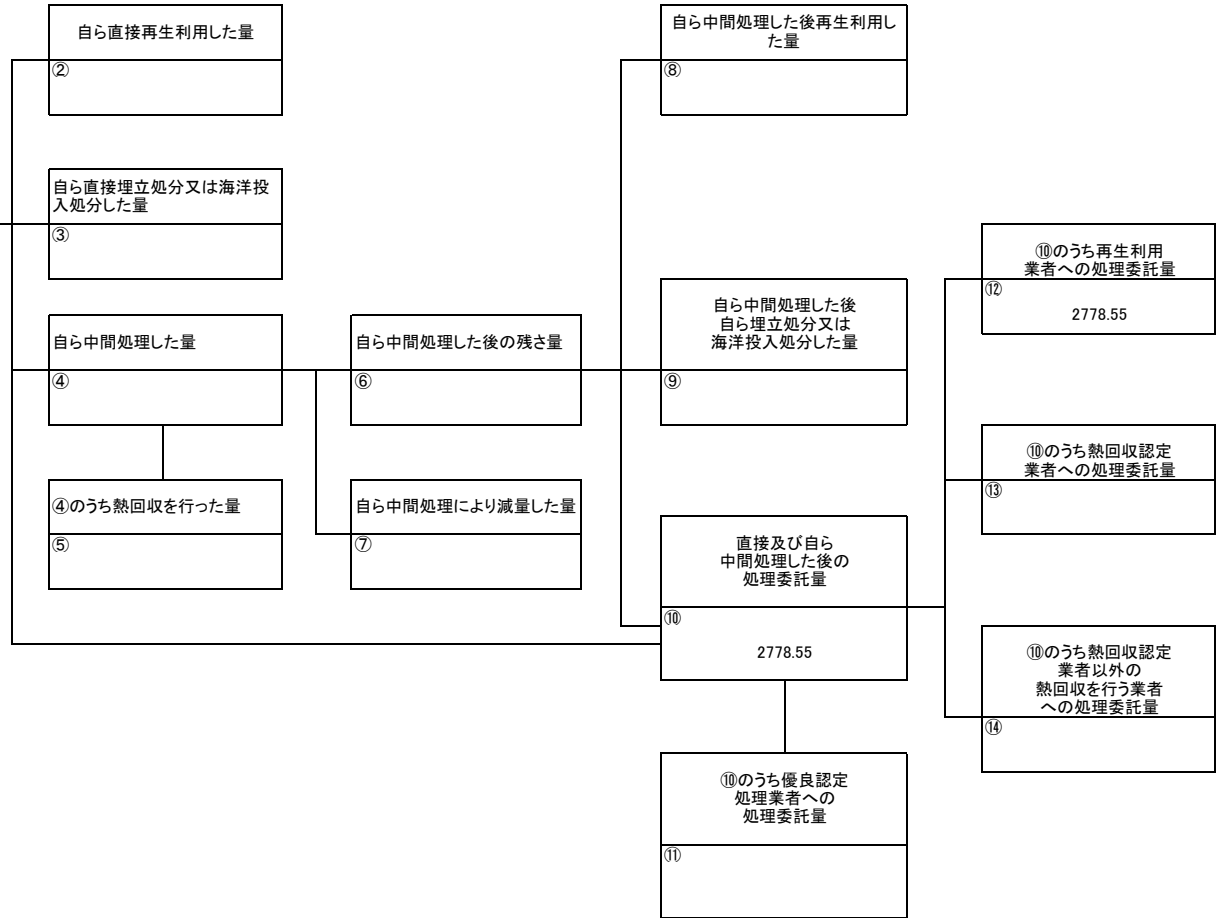 自ら直接再生利用した量
②
自ら直接埋立処分又は海洋投
入処分した量
③
自ら中間処理した量
④
④のうち熱回収を行った量
⑤
自ら中間処理した後の残さ量
⑥
自ら中間処理により減量した量
⑦
自ら中間処理した後再生利用し
た量
⑧
自ら中間処理した後
自ら埋立処分又は
海洋投入処分した量
⑨
直接及び自ら
中間処理した後の
処理委託量
⑩
2778.55
⑩のうち優良認定
処理業者への
処理委託量
⑪
⑩のうち再生利用
業者への処理委託量
⑫
2778.55
⑩のうち熱回収認定
業者への処理委託量
⑬
⑩のうち熱回収認定
業者以外の
熱回収を行う業者
への処理委託量
⑭